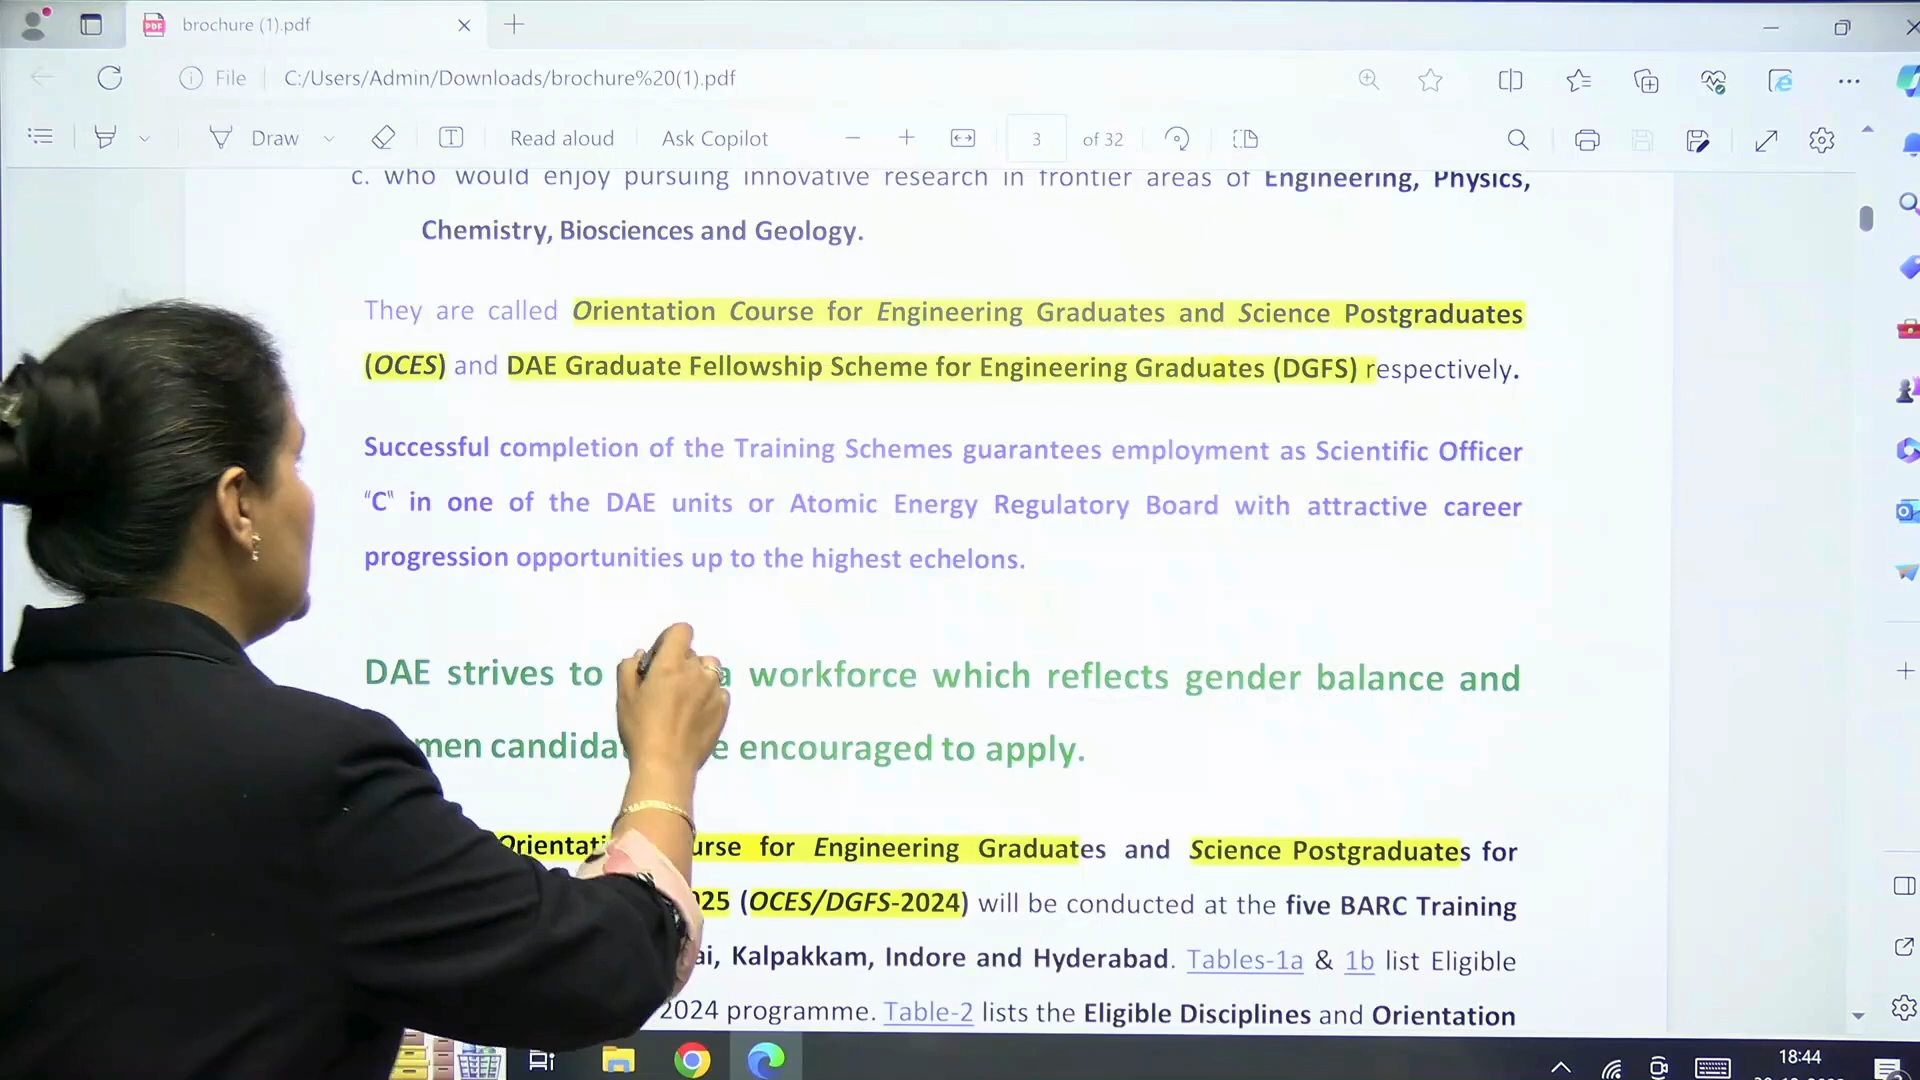 brochure (1).pdf
File
C:/Users/Admin/Downloads/brochure%20(1).pdf
Draw
Read aloud
Ask Copilot
3 of 32
c. who would enjoy pursuing innovative research in frontier areas of Engineering, Physics,
Chemistry, Biosciences and Geology.
They are called Orientation Course for Engineering Graduates and Science Postgraduates
(OCES) and DAE Graduate Fellowship Scheme for Engineering Graduates (DGFS) respectively.
Successful completion of the Training Schemes guarantees employment as Scientific Officer
"C" in one of the DAE units or Atomic Energy Regulatory Board with attractive career
progression opportunities up to the highest echelons.
DAE strives to a workforce which reflects gender balance and
men candida e encouraged to apply.
Orientati urse for Engineering Graduates and Science Postgraduates for
25 (OCES/DGFS-2024) will be conducted at the five BARC Training
ai, Kalpakkam, Indore and Hyderabad. Tables-1a & 1b list Eligible
2024 programme. Table-2 lists the Eligible Disciplines and Orientation
18:44